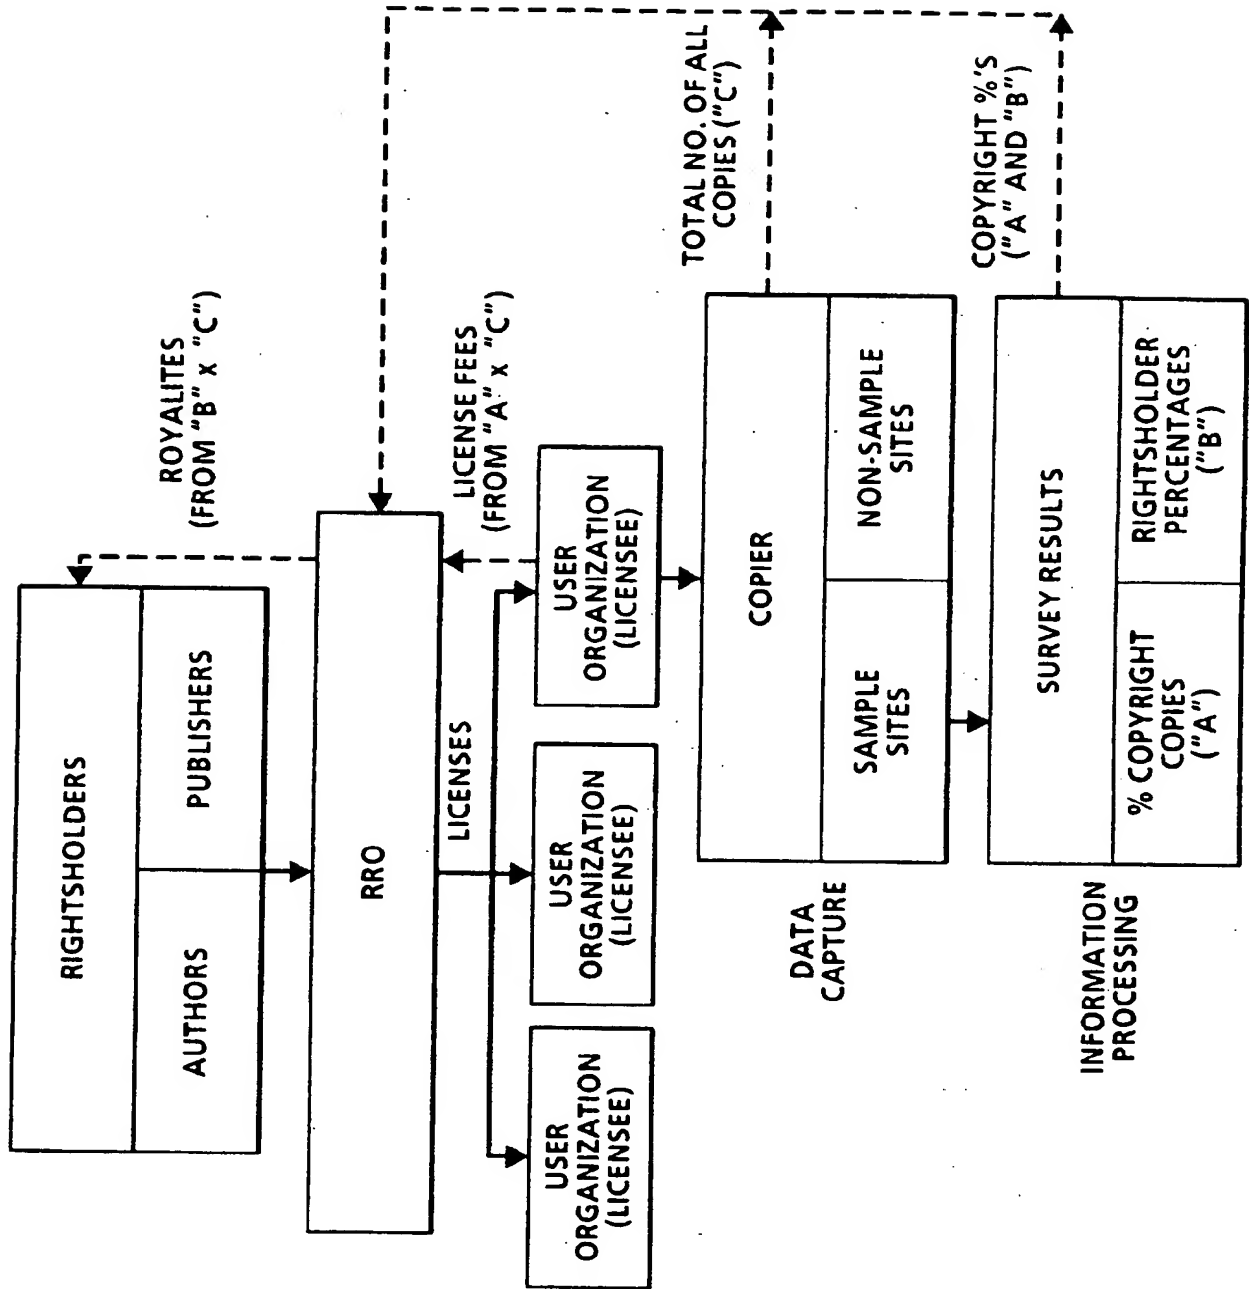 RIGHTSHOLDERS
AUTHORS
PUBLISHERS
ROYALITES
(FROM "B" x "C")
RRO
LICENSES
LICENSE FEES
(FROM "A" x "C")
USER
ORGANIZATION
(LICENSEE)
USER
ORGANIZATION
(LICENSEE)
USER
ORGANIZATION
(LICENSEE)
DATA
CAPTURE
COPIER
SAMPLE
SITES
NON-SAMPLE
SITES
TOTAL NO. OF ALL
COPIES ("C")
INFORMATION
PROCESSING
SURVEY RESULTS
% COPYRIGHT
COPIES
("A")
RIGHTSHOLDER
PERCENTAGES
("B")
COPYRIGHT %'S
("A" AND "B")